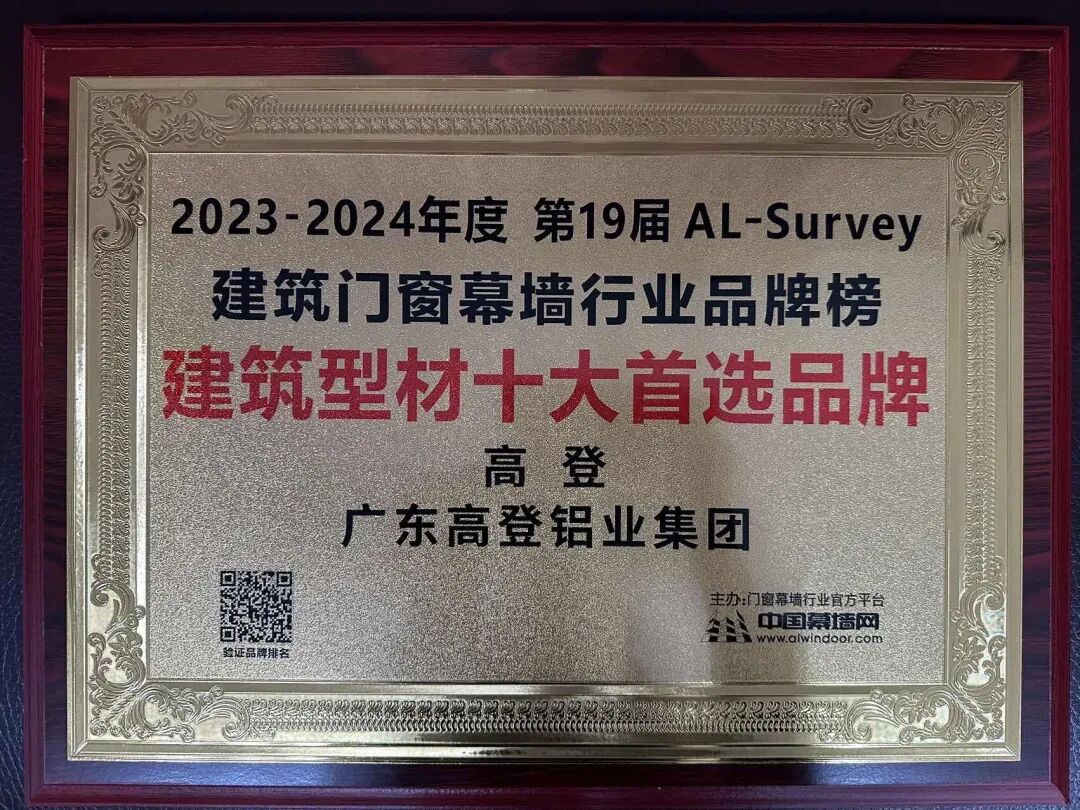 2023-2024年度 第19届 AL-Survey
建筑门窗幕墙行业品牌榜
建筑型材十大首选品牌
高 登
广东高登铝业集团
验证品牌排名
主办:门窗幕墙行业官方平台
中国幕墙网
www.alwindoor.com